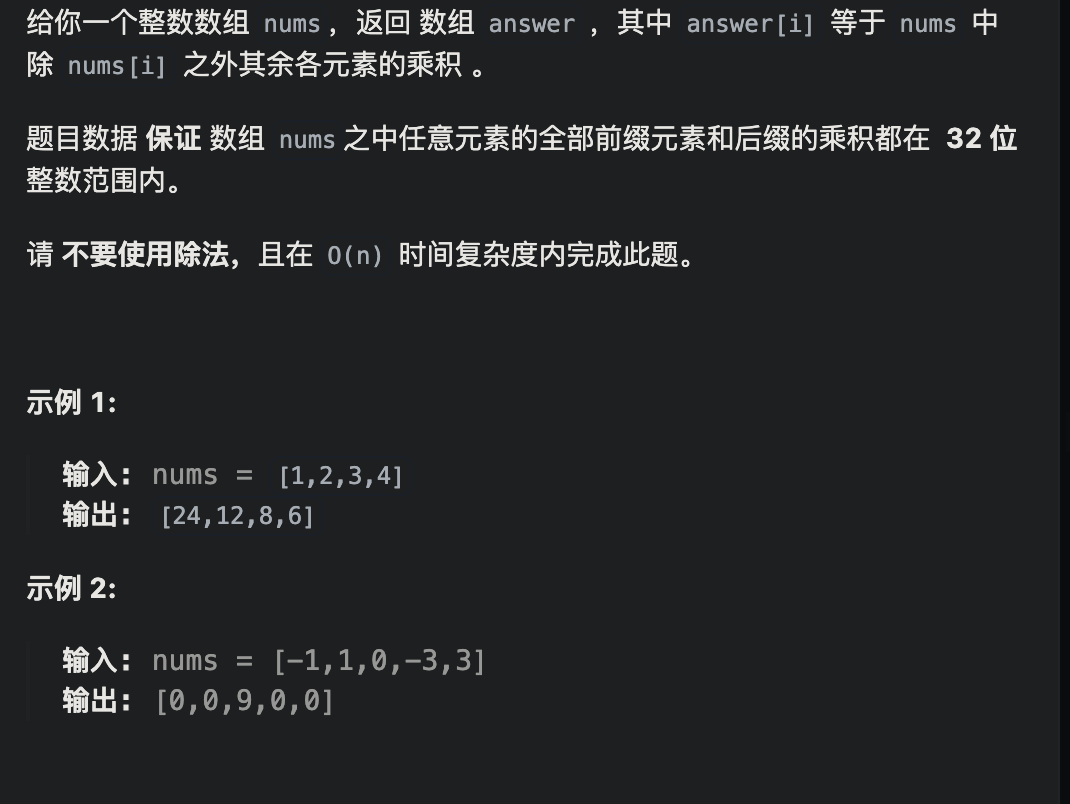 给你一个整数数组 nums，返回 数组 answer ，其中 answer[i] 等于 nums 中
除 nums[i] 之外其余各元素的乘积 。
题目数据 保证 数组 nums之中任意元素的全部前缀元素和后缀的乘积都在 32 位
整数范围内。
请 不要使用除法，且在 O(n) 时间复杂度内完成此题。
示例 1:
输入: nums = [1,2,3,4]
输出: [24,12,8,6]
示例 2:
输入: nums = [-1,1,0,-3,3]
输出: [0,0,9,0,0]